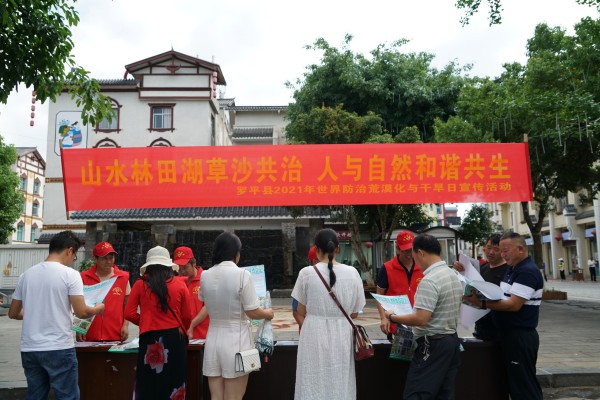 山水林田湖草沙共治 人与自然和谐共生
罗平县2021年世界防治荒漠化与干旱日宣传活动